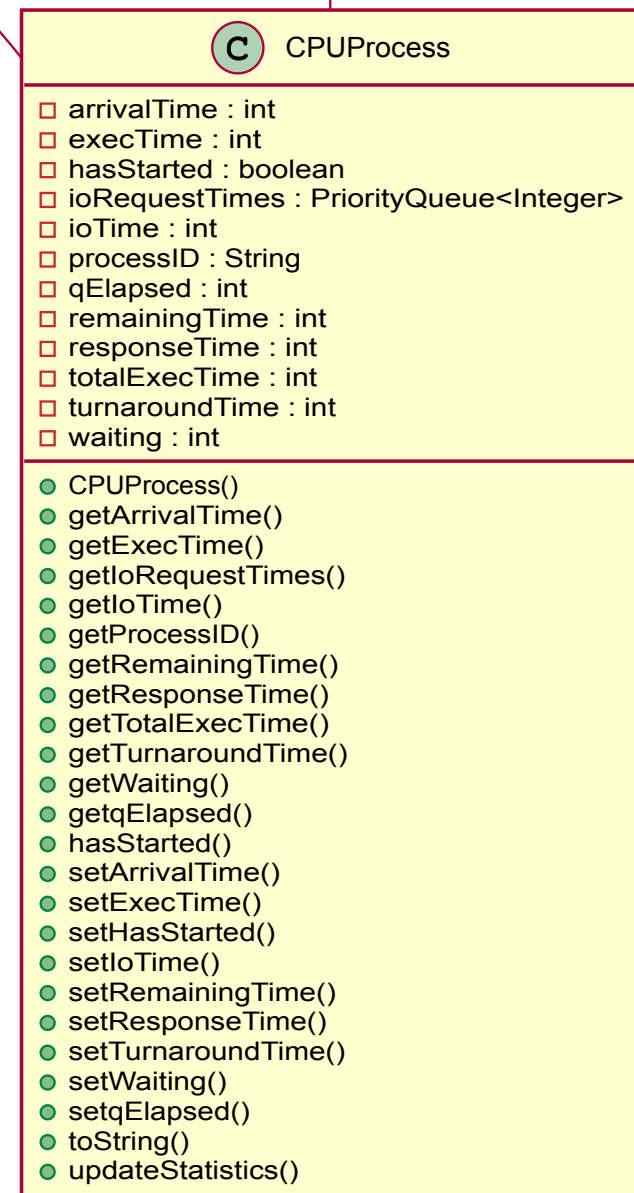 C CPUProcess
arrivalTime : int
execTime : int
hasStarted : boolean
ioRequestTimes : PriorityQueue<Integer>
ioTime : int
processID : String
qElapsed : int
remainingTime : int
responseTime : int
totalExecTime : int
turnaroundTime : int
waiting : int
CPUProcess()
getArrivalTime()
getExecTime()
getIoRequestTimes()
getIoTime()
getProcessID()
getRemainingTime()
getResponseTime()
getTotalExecTime()
getTurnaroundTime()
getWaiting()
getqElapsed()
hasStarted()
setArrivalTime()
setExecTime()
setHasStarted()
setIoTime()
setRemainingTime()
setResponseTime()
setTurnaroundTime()
setWaiting()
setqElapsed()
toString()
updateStatistics()